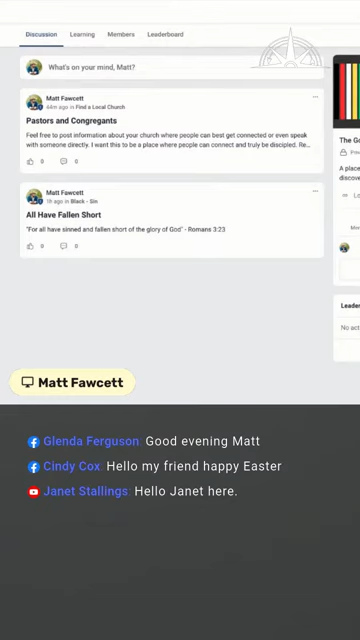 Discussion Learning Members Leaderboard
What's on your mind, Matt?
Matt Fawcett
44m ago in Find a Local Church
Pastors and Congregants
Feel free to post information about your church where people can best get connected or even speak
with someone directly. I want this to be a place where people can connect and truly be discipled. Re...
0 0
Matt Fawcett
1h ago in Black - Sin
All Have Fallen Short
"For all have sinned and fallen short of the glory of God" - Romans 3:23
0 0
The Go
Priv
A place
discove
Lo
Mem
Leader
No act
Matt Fawcett
Glenda Ferguson: Good evening Matt
Cindy Cox: Hello my friend happy Easter
Janet Stallings: Hello Janet here.